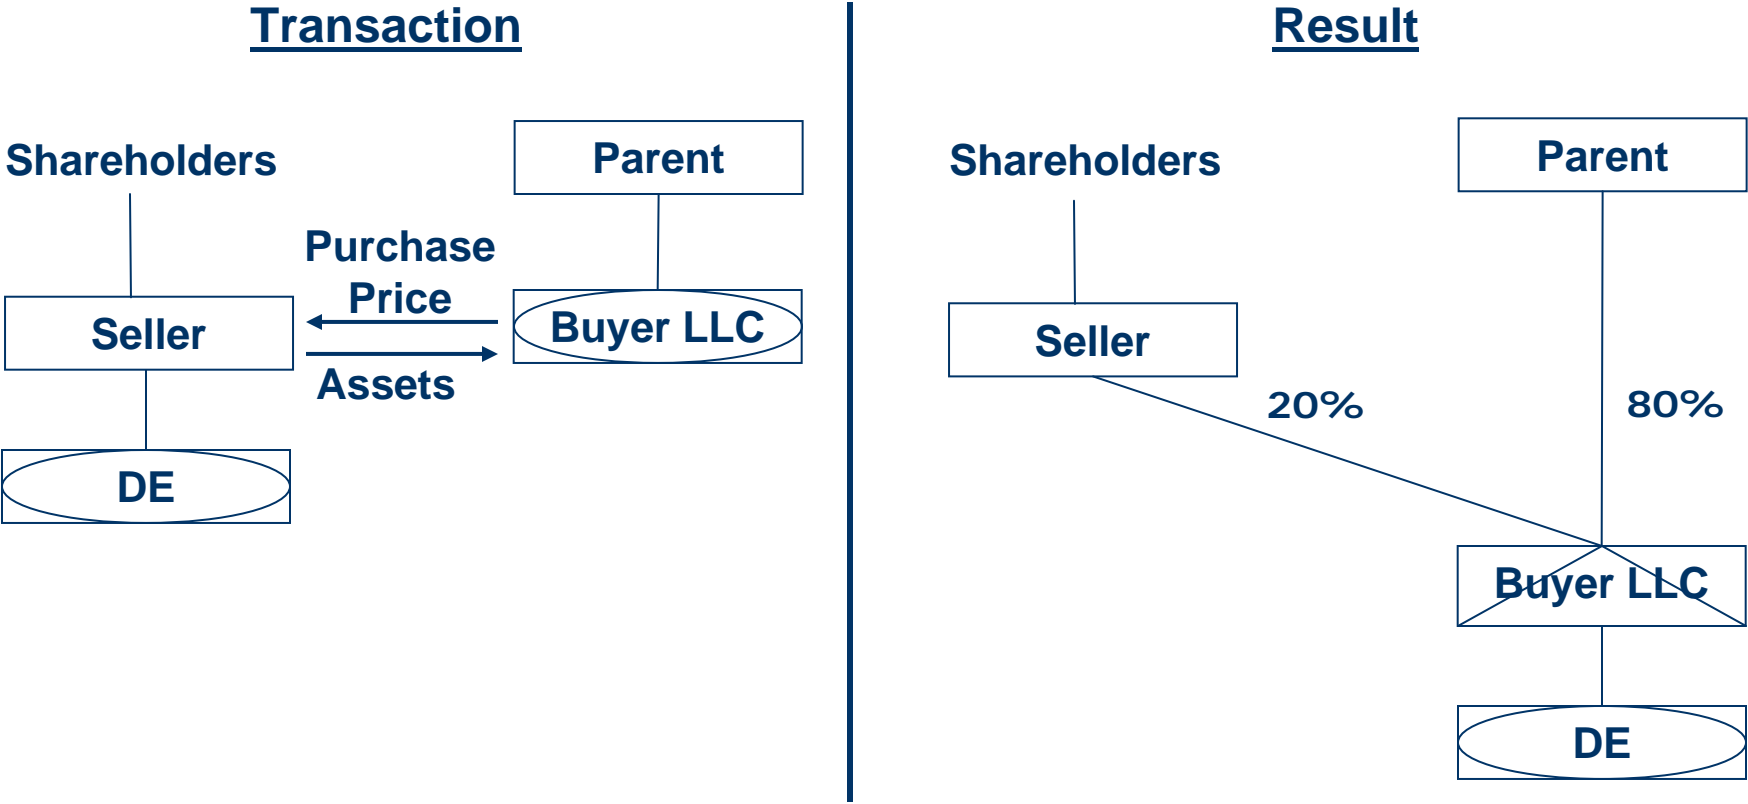 Transaction
Shareholders
Parent
Purchase
Price
Seller
Buyer LLC
Assets
DE
Result
Shareholders
Parent
Seller
20%
80%
Buyer LLC
DE